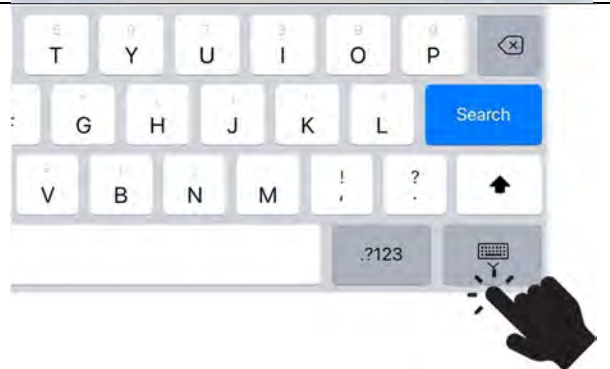 T Y U I O P
G H J K L Search
V B N M ! , ? .
.?123